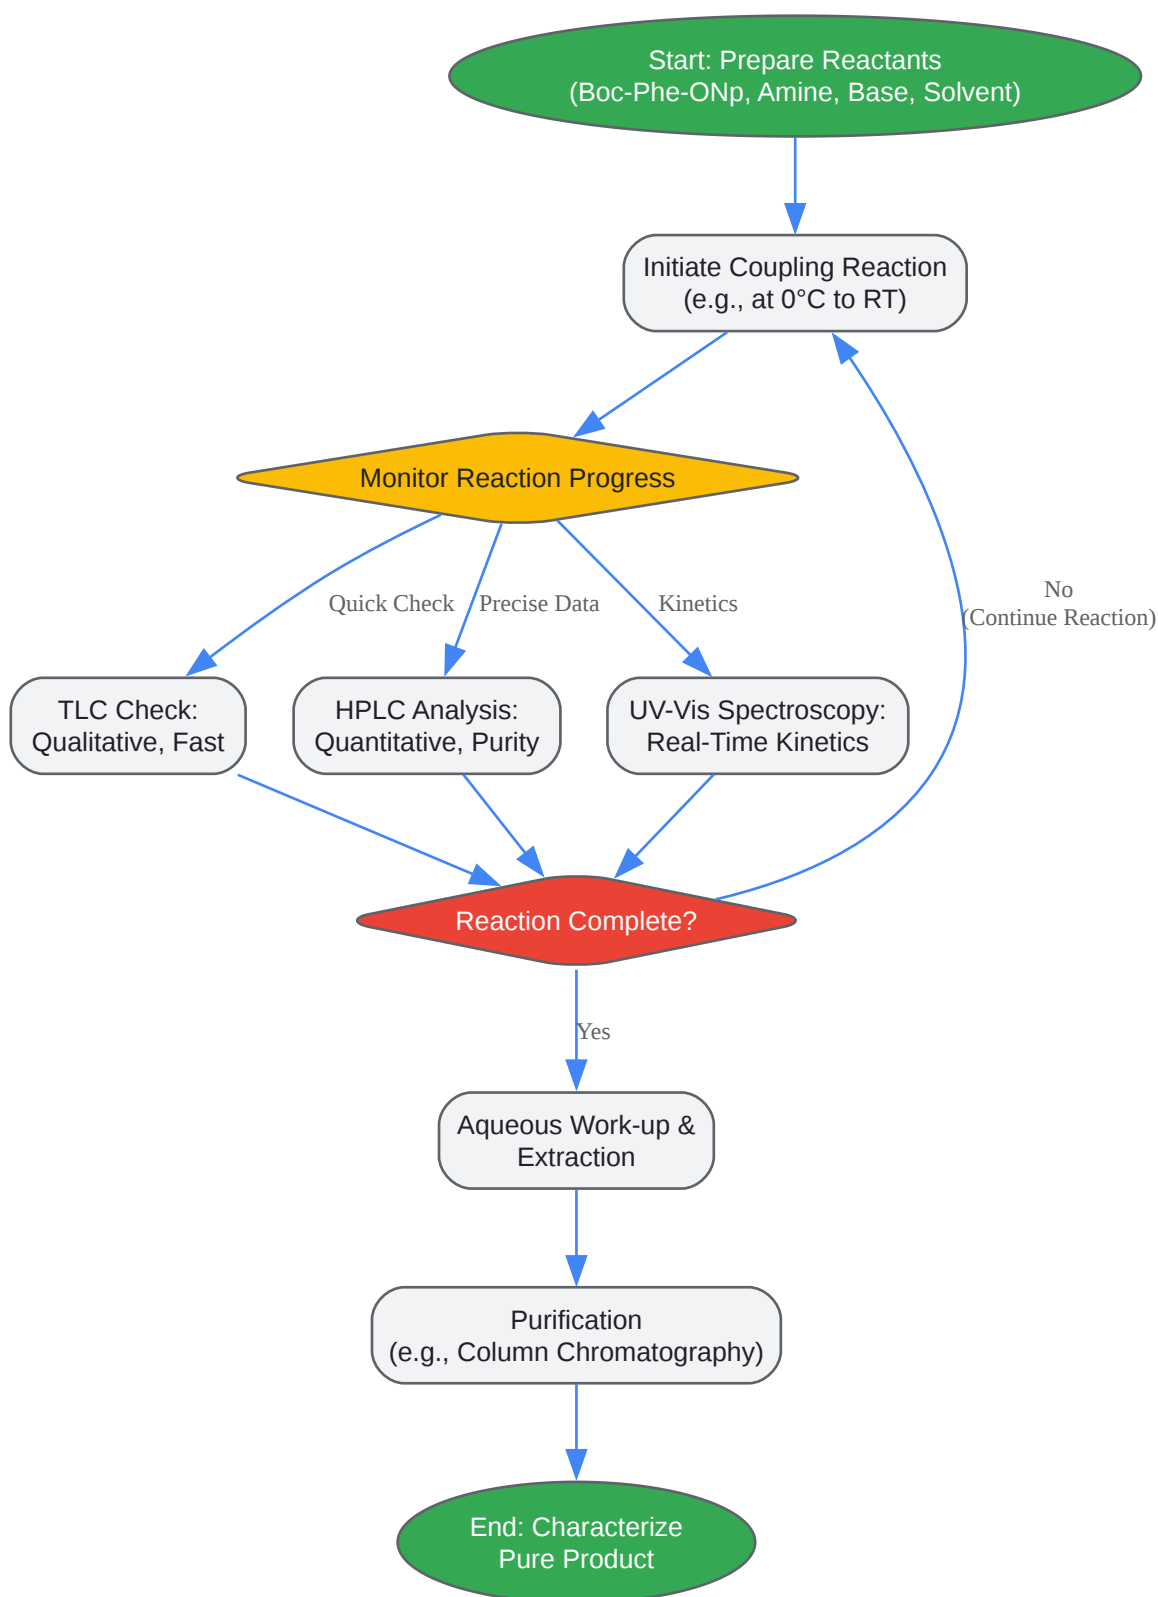 Start: Prepare Reactants
(Boc-Phe-ONp, Amine, Base, Solvent)
Initiate Coupling Reaction
(e.g., at 0°C to RT)
Monitor Reaction Progress
Quick Check
Precise Data
Kinetics
No
(Continue Reaction)
TLC Check:
Qualitative, Fast
HPLC Analysis:
Quantitative, Purity
UV-Vis Spectroscopy:
Real-Time Kinetics
Reaction Complete?
Yes
Aqueous Work-up &
Extraction
Purification
(e.g., Column Chromatography)
End: Characterize
Pure Product